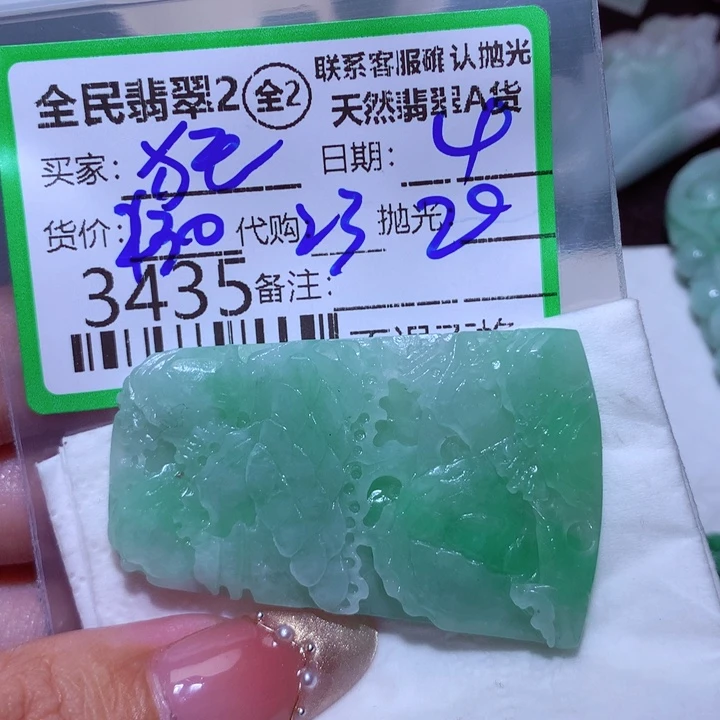 全民翡翠2 全2 联系客服确认抛光
天然翡翠A货
买家: 日期: 4
货价: 230 代购 23 抛光: 29
3435 备注: